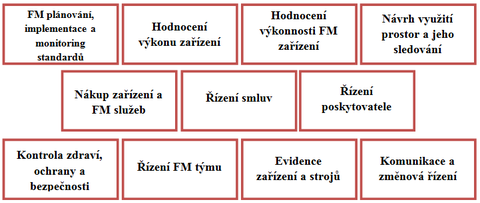 FM plánování,
implementace a
monitoring
standardů
Hodnocení
výkonu zařízení
Hodnocení
výkonnosti FM
zařízení
Návrh využití
prostor a jeho
sledování
Nákup zařízení a
FM služeb
Řízení smluv
Řízení
poskytovatele
Kontrola zdraví,
ochrany a
bezpečnosti
Řízení FM týmu
Evidence
zařízení a strojů
Komunikace a
změnová řízení